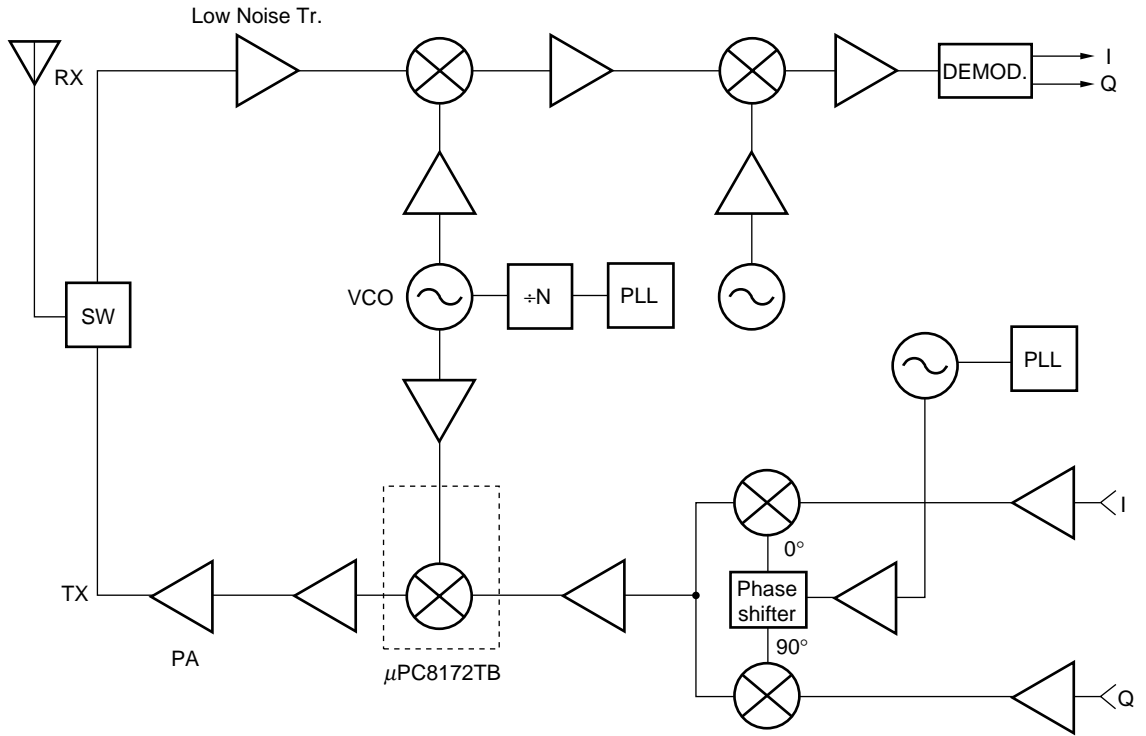 Low Noise Tr.
RX
DEMOD.
I
Q
SW
VCO
÷N
PLL
PLL
I
0°
Phase
shifter
90°
TX
PA
μPC8172TB
Q